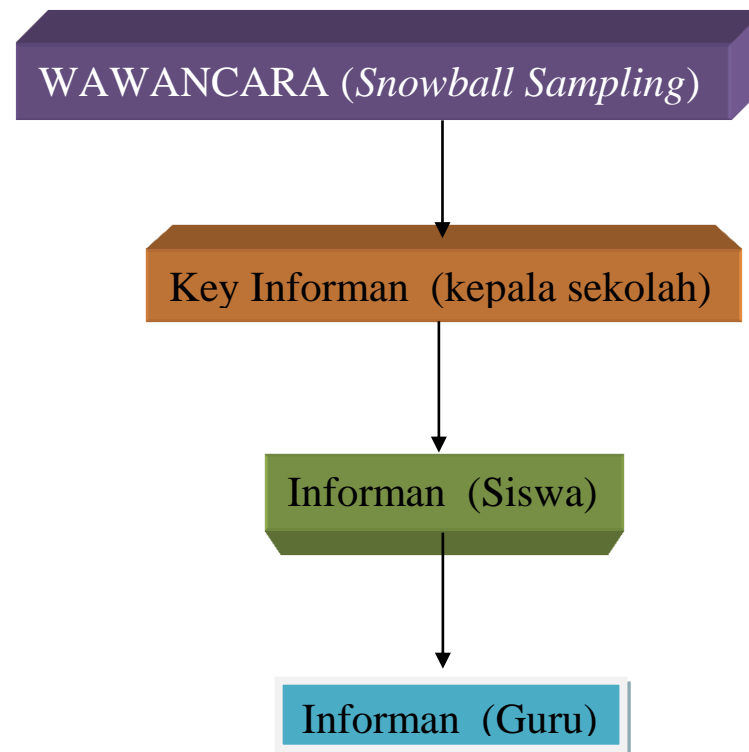 WAWANCARA (Snowball Sampling)
Key Informan (kepala sekolah)
Informan (Siswa)
Informan (Guru)